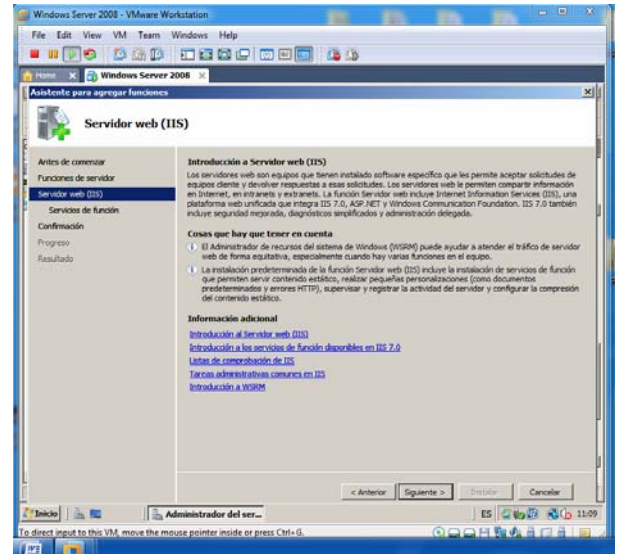 Windows Server 2008 - VMware Workstation
File Edit View VM Team Windows Help
Home Windows Server 2008
Asistente para agregar funciones
Servidor web (IIS)
Antes de comenzar
Funciones de servidor
Servidor web (IIS)
Servicios de función
Confirmación
Progreso
Resultado
Introducción a Servidor web (IIS)
Los servidores web son equipos que tienen instalado software específico que les permite aceptar solicitudes de
equipos cliente y devolver respuestas a esas solicitudes. Los servidores web le permiten compartir información
en Internet, en intranets y extranets. La función Servidor web incluye Internet Information Services (IIS), una
plataforma web unificada que integra IIS 7.0, ASP.NET y Windows Communication Foundation. IIS 7.0 también
incluye seguridad mejorada, diagnósticos simplificados y administración delegada.
Cosas que hay que tener en cuenta
El Administrador de recursos del sistema de Windows (WSRM) puede ayudar a atender el tráfico de servidor
web de forma equitativa, especialmente cuando hay varias funciones en el equipo.
La instalación predeterminada de la función Servidor web (IIS) incluye la instalación de servicios de función
que permiten servir contenido estático, realizar pequeñas personalizaciones (como documentos
predeterminados y errores HTTP), supervisar y registrar la actividad del servidor y configurar la compresión
del contenido estático.
Información adicional
Introducción al Servidor web (IIS)
Introducción a los servicios de función disponibles en IIS 7.0
Listas de comprobación de IIS
Tareas administrativas comunes en IIS
Introducción a WSRM
< Anterior Siguiente > Instalar Cancelar
Inicio Administrador del ser... ES 11:09
To direct input to this VM, move the mouse pointer inside or press Ctrl+G.